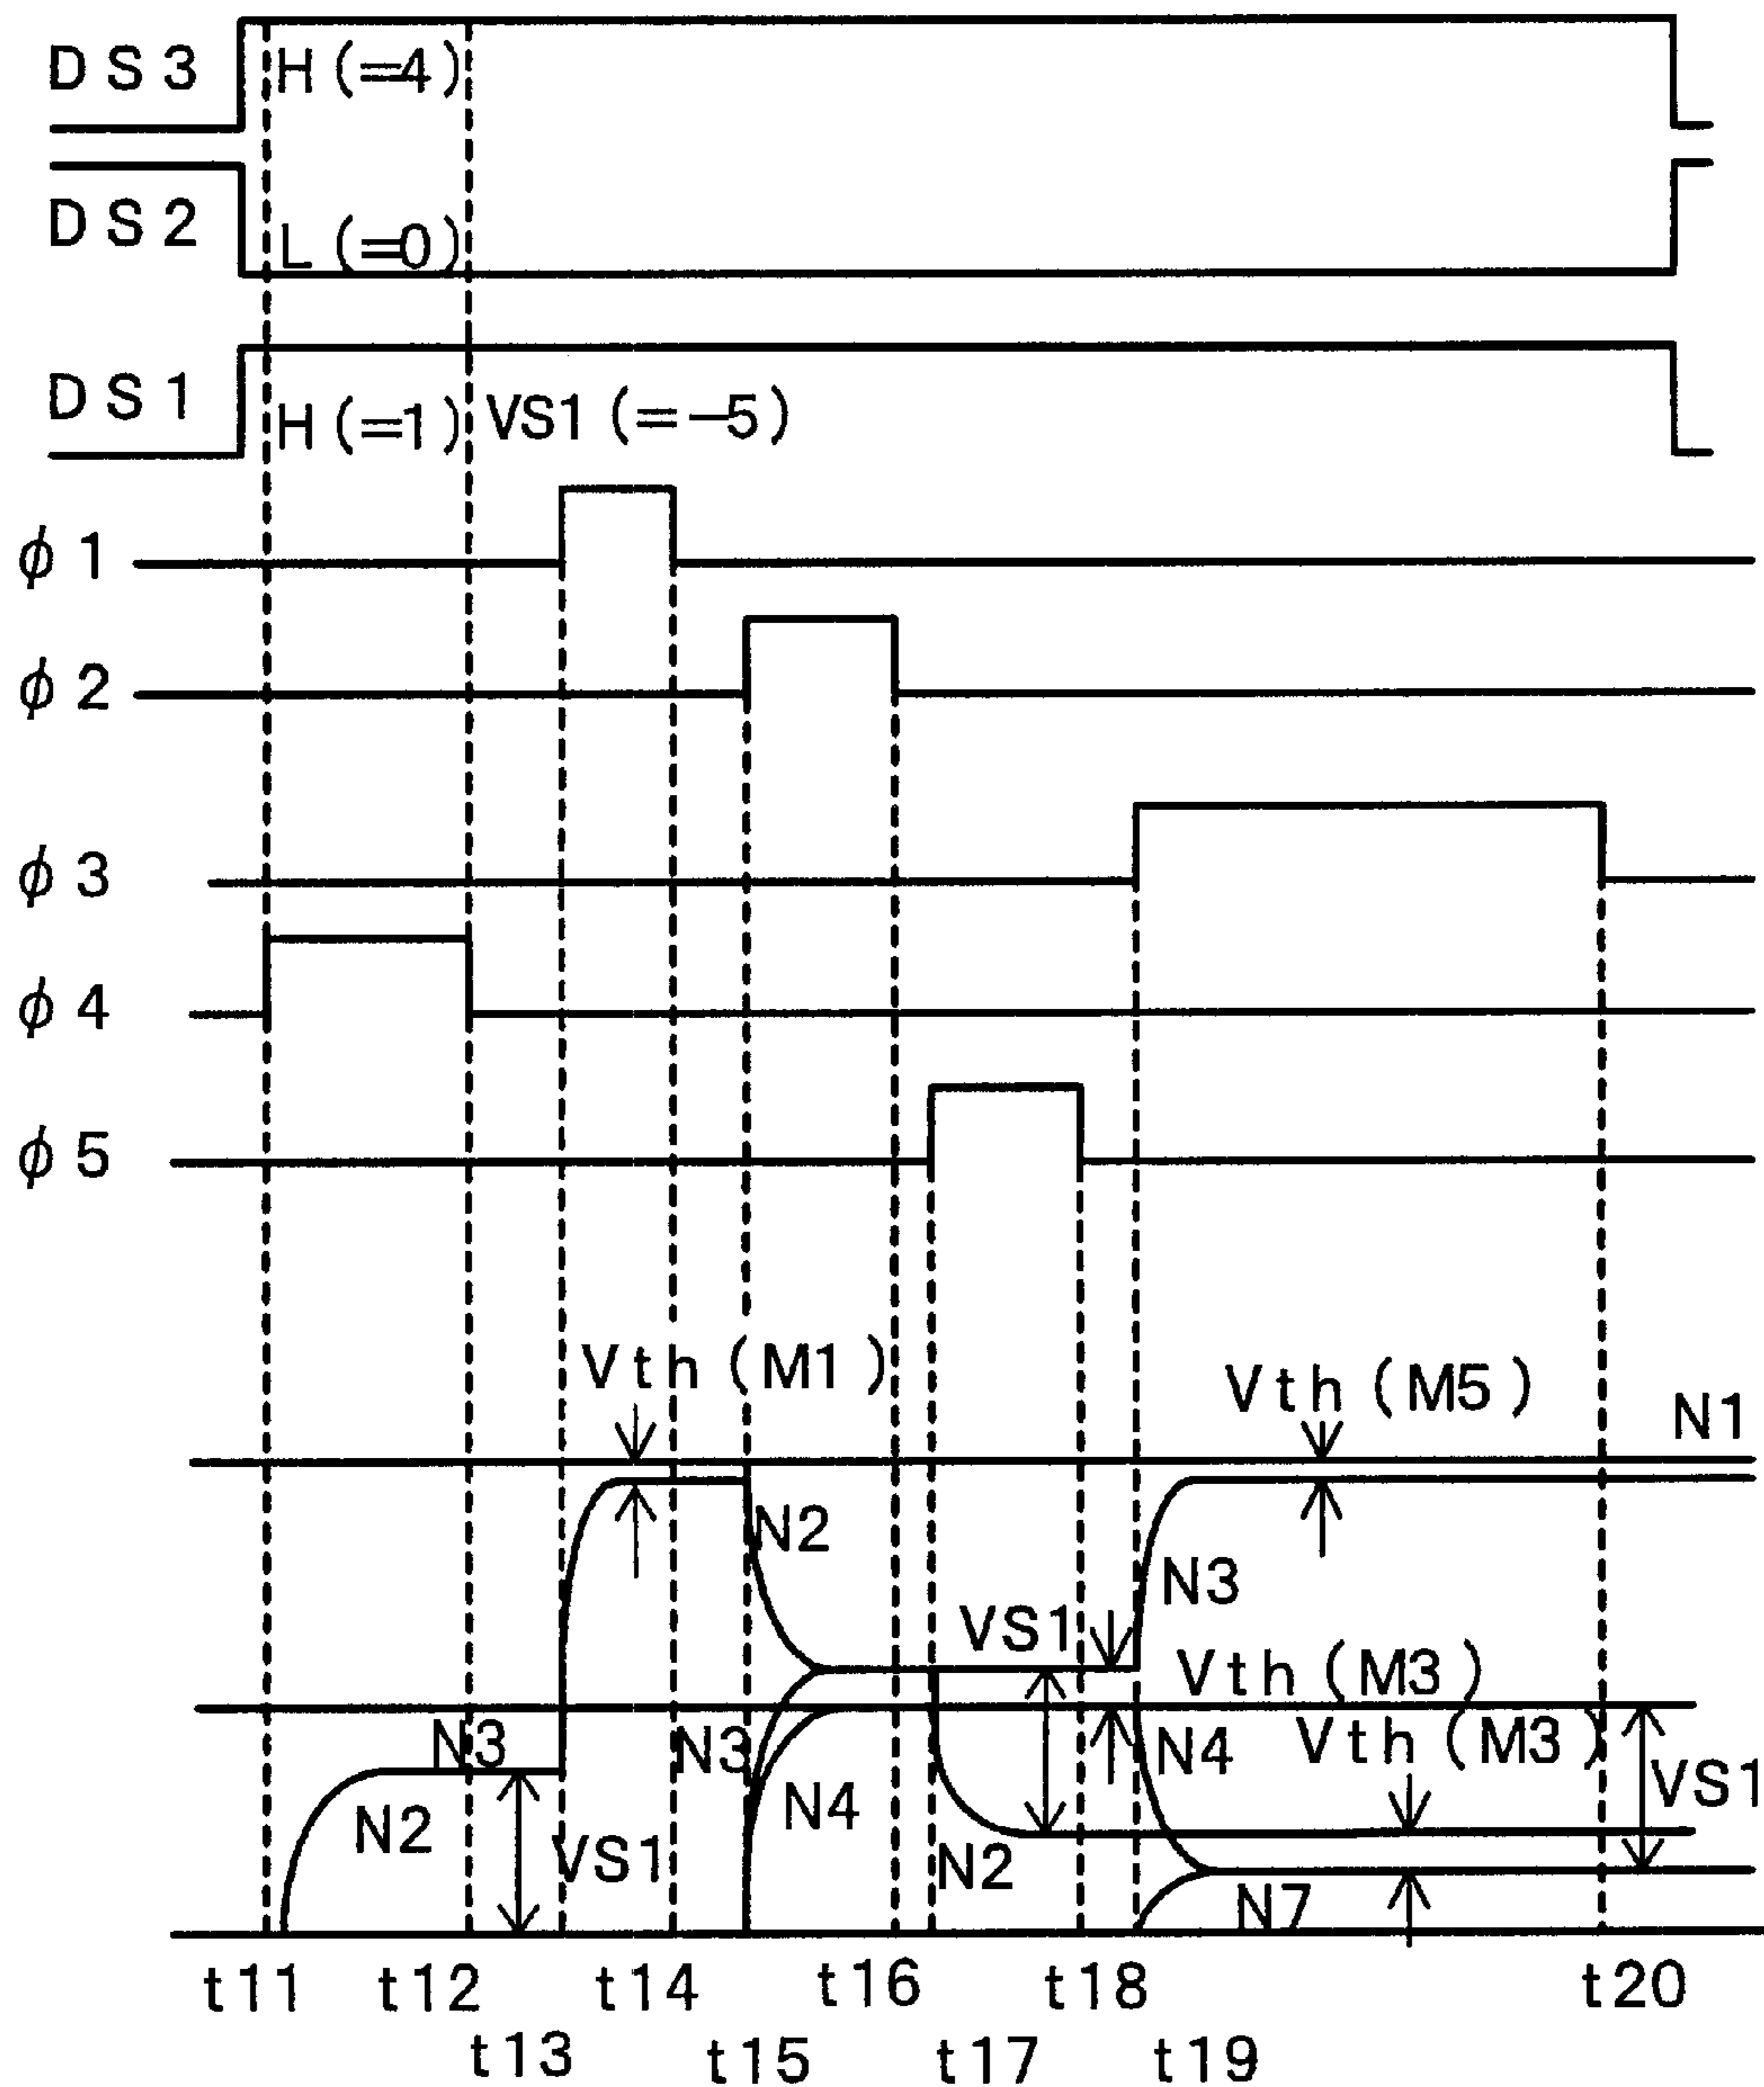 DS3
H(=4)
DS2
L(=0)
DS1
H(=1)
VS1(=-5)
φ1
φ2
φ3
φ4
φ5
Vth(M1)
Vth(M5)
N1
N2
N3
VS1
Vth(M3)
N3
N3
N4
Vth(M3)
N2
N4
VS1
VS1
N2
N7
t11
t12
t14
t16
t18
t20
t13
t15
t17
t19